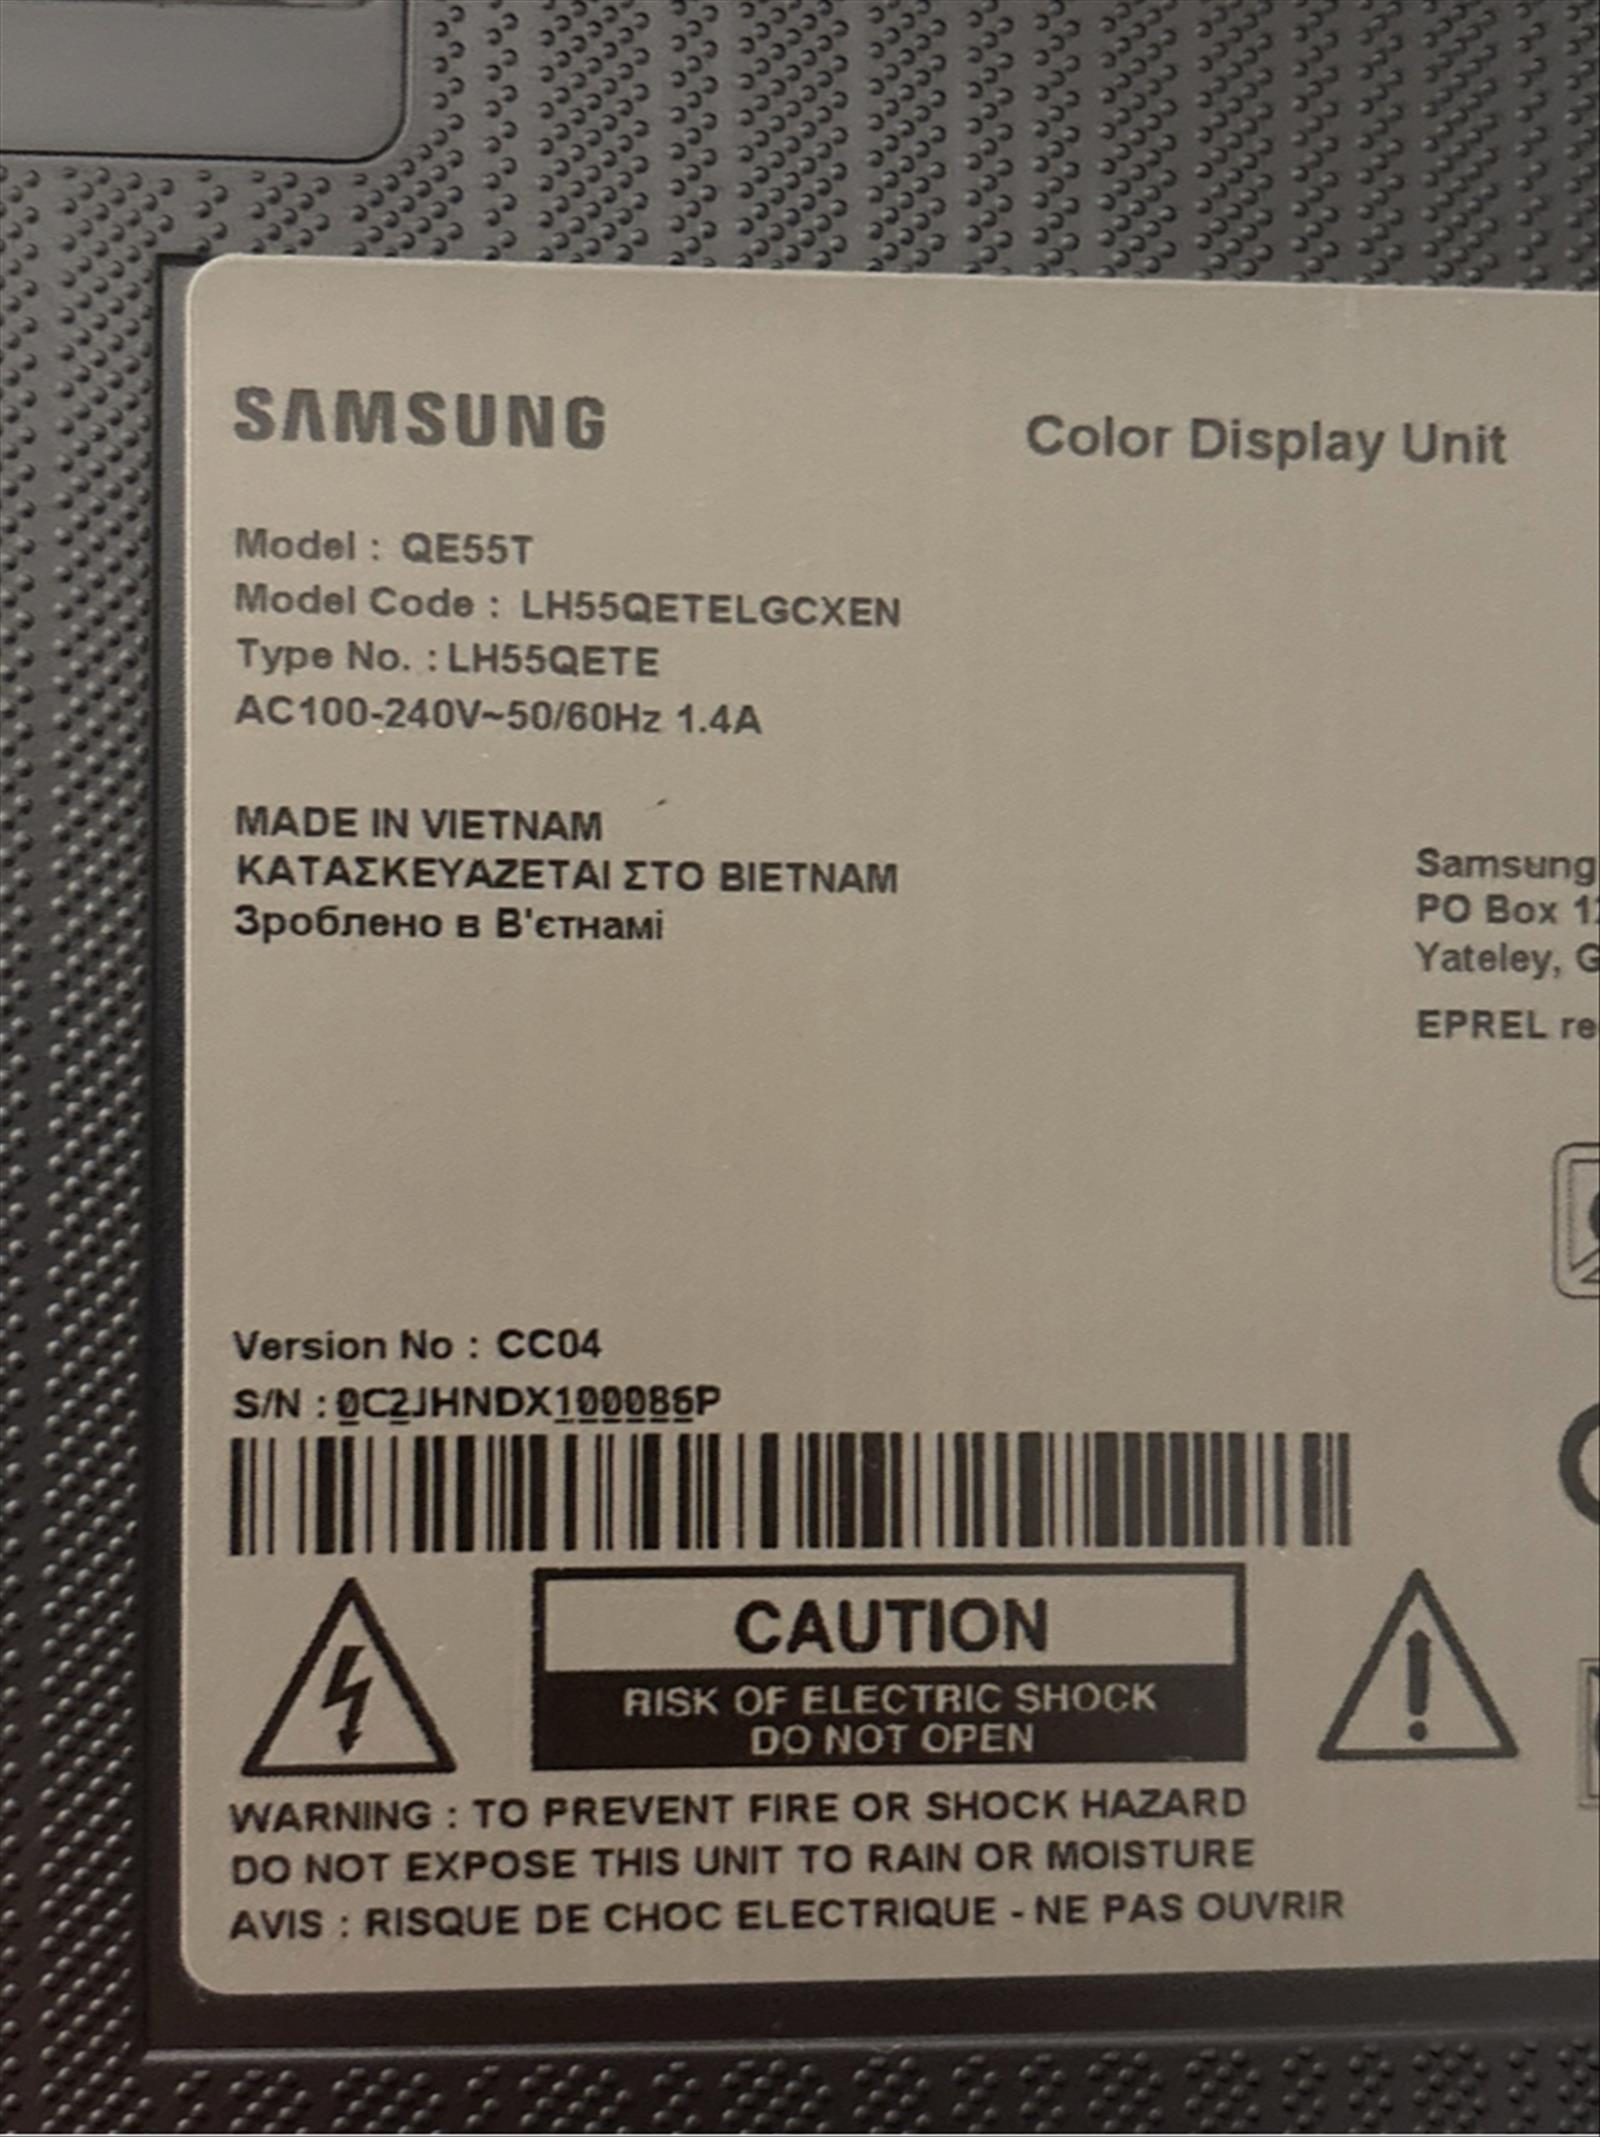 SAMSUNG
Color Display Unit
Model : QE55T
Model Code : LH55QETELGCXEN
Type No. : LH55QETE
AC100-240V~50/60Hz 1.4A
MADE IN VIETNAM
ΚΑΤΑΣΚΕΥΑΖΕΤΑΙ ΣΤΟ ΒΙΕΤΝΑΜ
Зроблено в В'єтнамі
Samsung
PO Box
Yateley,
EPREL
Version No : CC04
S/N : 0C2JHNDX100086P
CAUTION
RISK OF ELECTRIC SHOCK
DO NOT OPEN
WARNING : TO PREVENT FIRE OR SHOCK HAZARD
DO NOT EXPOSE THIS UNIT TO RAIN OR MOISTURE
AVIS : RISQUE DE CHOC ELECTRIQUE - NE PAS OUVRIR